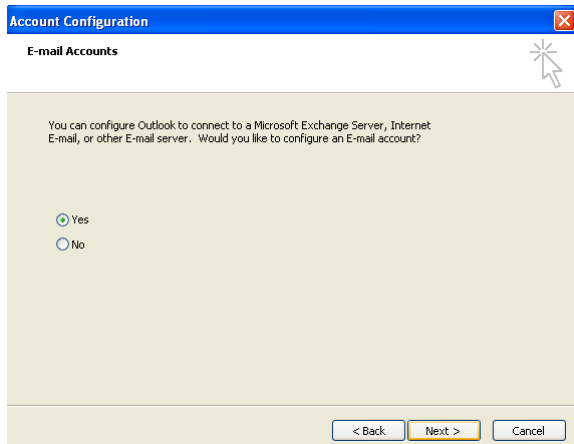 Account Configuration
E-mail Accounts
You can configure Outlook to connect to a Microsoft Exchange Server, Internet
E-mail, or other E-mail server.  Would you like to configure an E-mail account?
Yes
No
< Back
Next >
Cancel